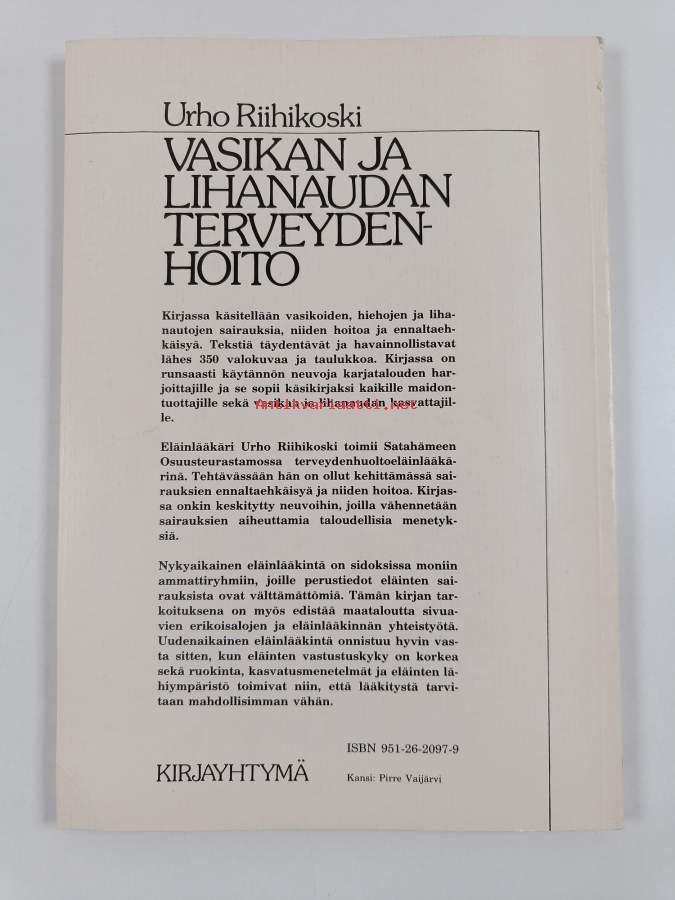 Urho Riihikoski
VASIKAN JA
LIHANAUDAN
TERVEYDEN-
HOITO
Kirjassa käsitellään vasikoiden, hiehojen ja liha-
nautojen sairauksia, niiden hoitoa ja ennaltaeh-
käisyä. Tekstiä täydentävät ja havainnollistavat
lähes 350 valokuvaa ja taulukkoa. Kirjassa on
runsaasti käytännön neuvoja karjatalouden har-
joittajille ja se sopii käsikirjaksi kaikille maidon-
tuottajille sekä vasikan ja lihanaudan kasvattajil-
le.
Antikvariaatti.net
Eläinlääkäri Urho Riihikoski toimii Satahämeen
Osuusteurastamossa terveydenhuoltoeläinlääkä-
rinä. Tehtävässään hän on ollut kehittämässä sai-
rauksien ennaltaehkäisyä ja niiden hoitoa. Kirjas-
sa onkin keskitytty neuvoihin, joilla vähennetään
sairauksien aiheuttamia taloudellisia menetyk-
siä.
Nykyaikainen eläinlääkintä on sidoksissa moniin
ammattiryhmiin, joille perustiedot eläinten sai-
rauksista ovat välttämättömiä. Tämän kirjan tar-
koituksena on myös edistää maataloutta sivua-
vien erikoisalojen ja eläinlääkinnän yhteistyötä.
Uudenaikainen eläinlääkintä onnistuu hyvin vas-
ta sitten, kun eläinten vastustuskyky on korkea
sekä ruokinta, kasvatusmenetelmät ja eläinten lä-
hiympäristö toimivat niin, että lääkitystä tarvi-
taan mahdollisimman vähän.
ISBN 951-26-2097-9
KIRJAYHTYMÄ
Kansi: Pirre Vaijärvi